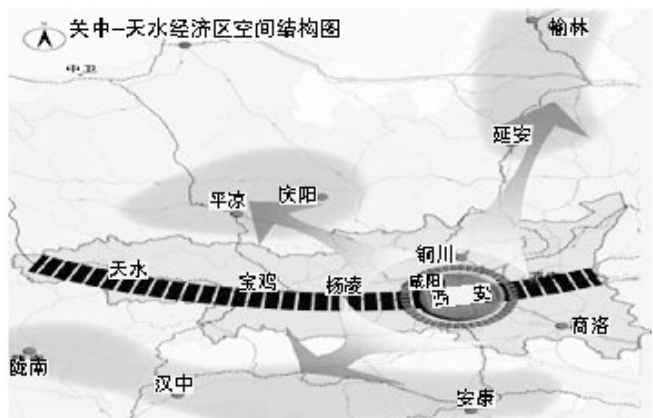 关中-天水经济区空间结构图
榆林
中卫
延安
平凉
庆阳
铜川
天水
宝鸡
杨凌
咸阳
西 安
商洛
陇南
汉中
安康